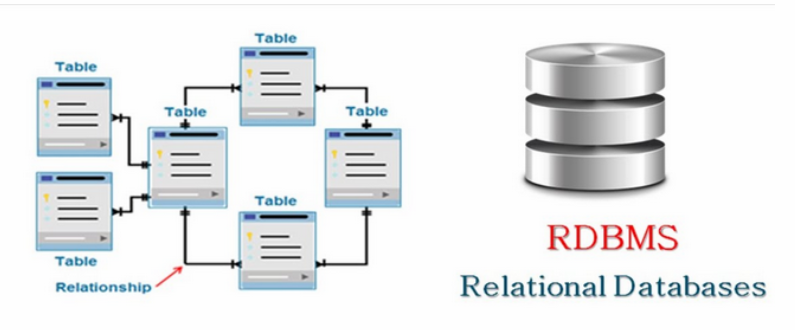 Table
Table
Table
Table
Table
Table
Relationship
RDBMS
Relational Databases